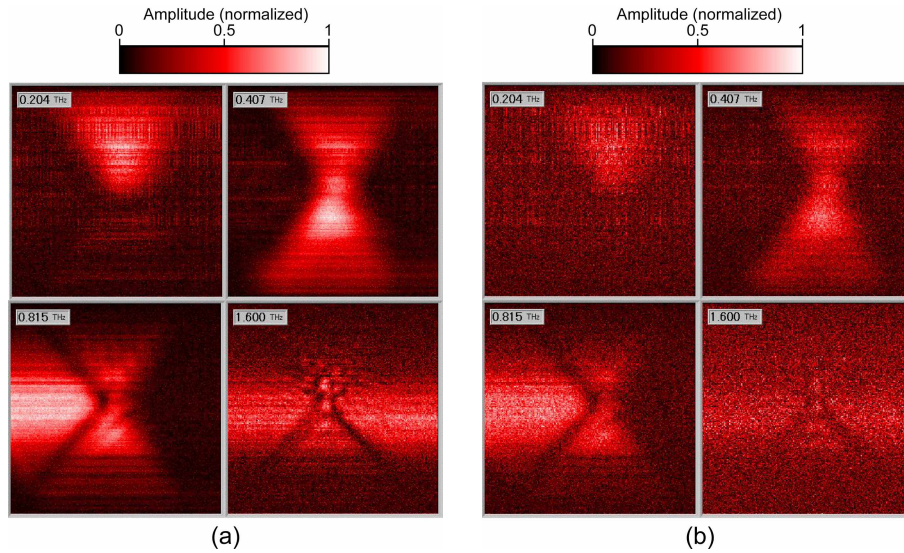 Amplitude (normalized)
0 0.5 1
0.204 THz
0.407 THz
0.815 THz
1.600 THz
(a)
Amplitude (normalized)
0 0.5 1
0.204 THz
0.407 THz
0.815 THz
1.600 THz
(b)